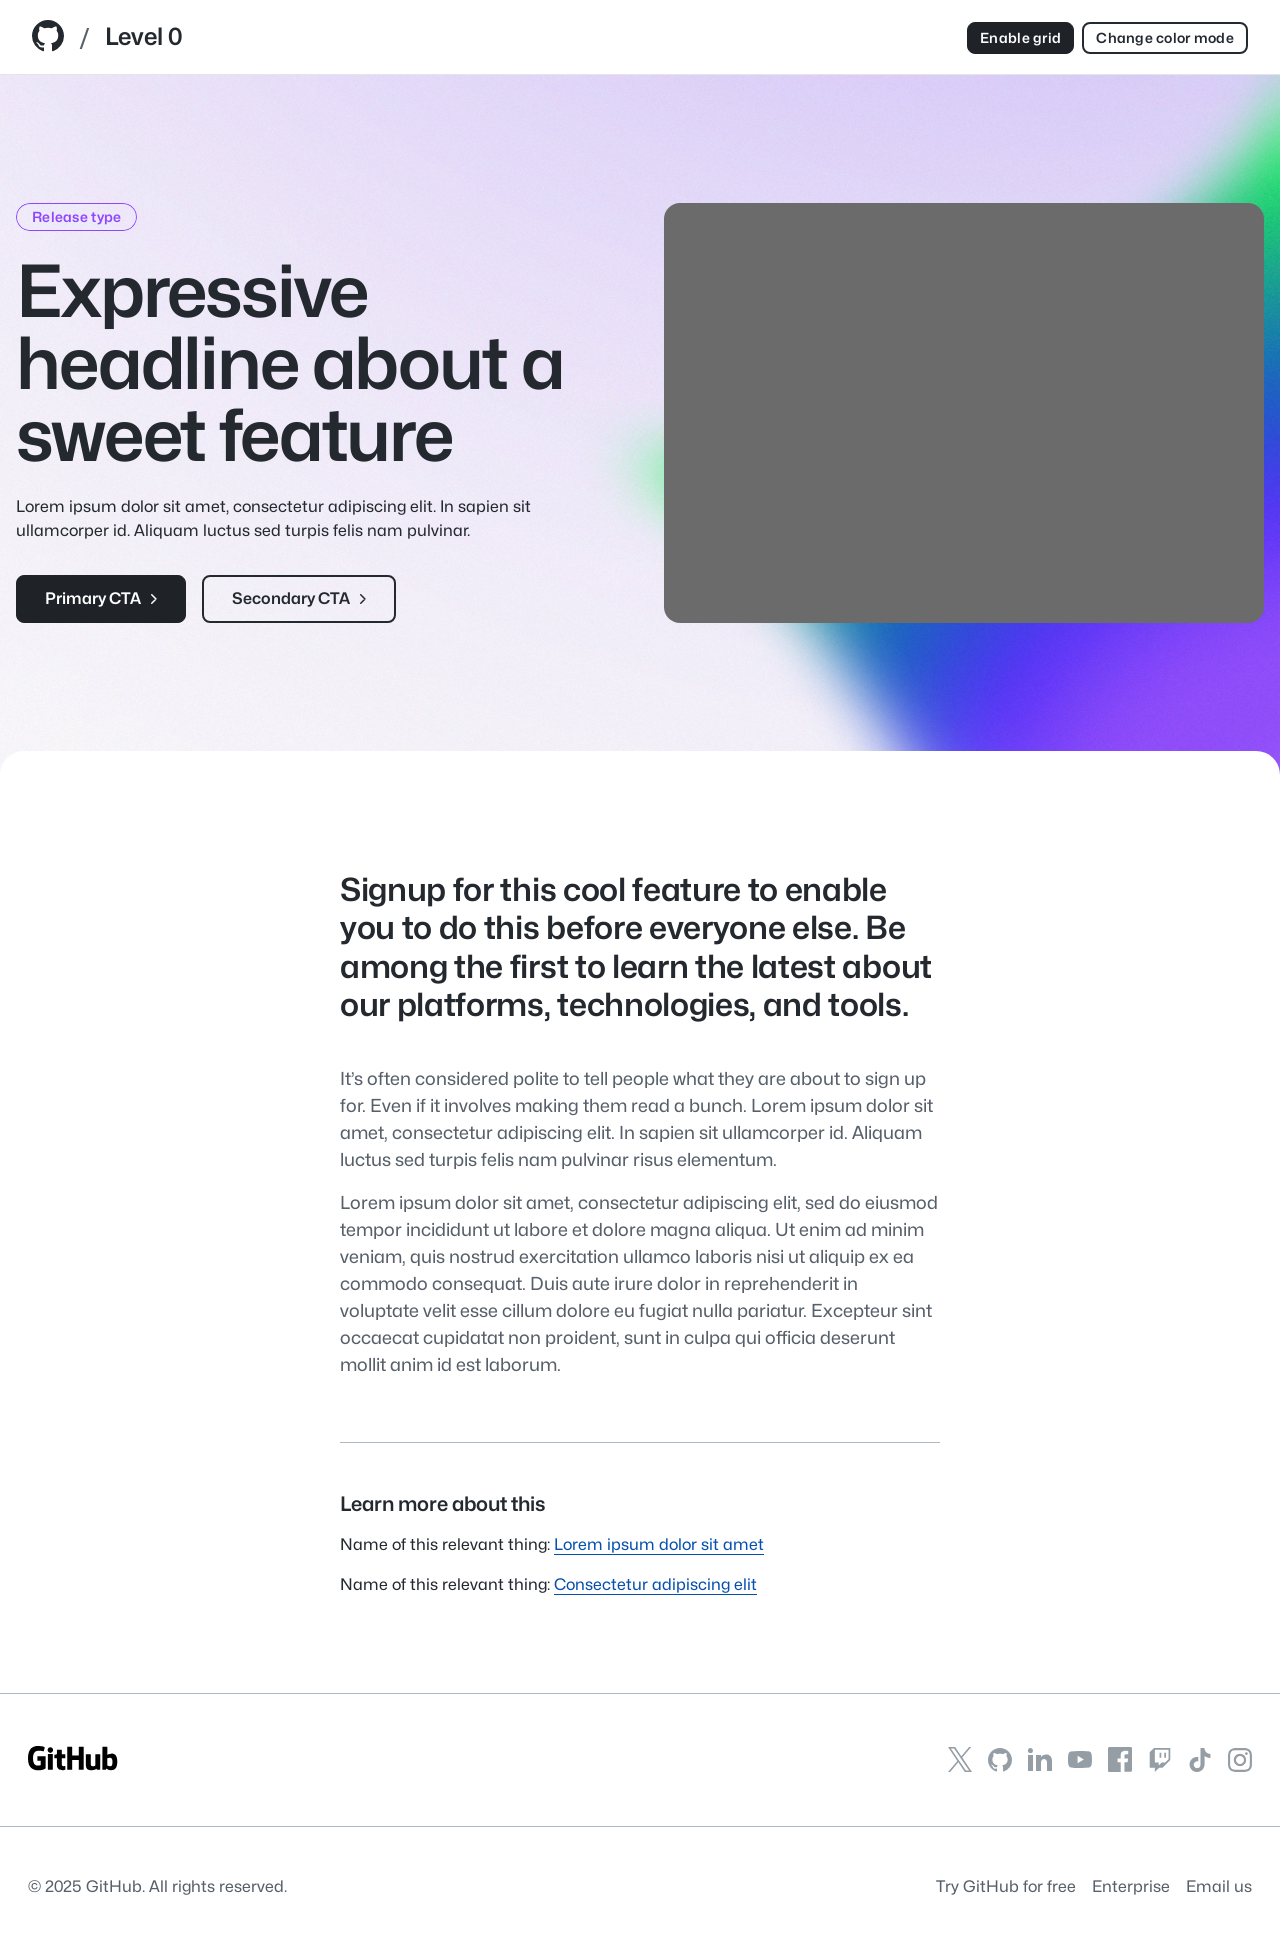 / Level 0
Enable grid
Change color mode
Release type
Expressive
headline about a
sweet feature
Lorem ipsum dolor sit amet, consectetur adipiscing elit. In sapien sit
ullamcorper id. Aliquam luctus sed turpis felis nam pulvinar.
Primary CTA
Secondary CTA
Signup for this cool feature to enable
you to do this before everyone else. Be
among the first to learn the latest about
our platforms, technologies, and tools.
It’s often considered polite to tell people what they are about to sign up
for. Even if it involves making them read a bunch. Lorem ipsum dolor sit
amet, consectetur adipiscing elit. In sapien sit ullamcorper id. Aliquam
luctus sed turpis felis nam pulvinar risus elementum.
Lorem ipsum dolor sit amet, consectetur adipiscing elit, sed do eiusmod
tempor incididunt ut labore et dolore magna aliqua. Ut enim ad minim
veniam, quis nostrud exercitation ullamco laboris nisi ut aliquip ex ea
commodo consequat. Duis aute irure dolor in reprehenderit in
voluptate velit esse cillum dolore eu fugiat nulla pariatur. Excepteur sint
occaecat cupidatat non proident, sunt in culpa qui officia deserunt
mollit anim id est laborum.
Learn more about this
Name of this relevant thing: Lorem ipsum dolor sit amet
Name of this relevant thing: Consectetur adipiscing elit
GitHub
© 2025 GitHub. All rights reserved.
Try GitHub for free
Enterprise
Email us